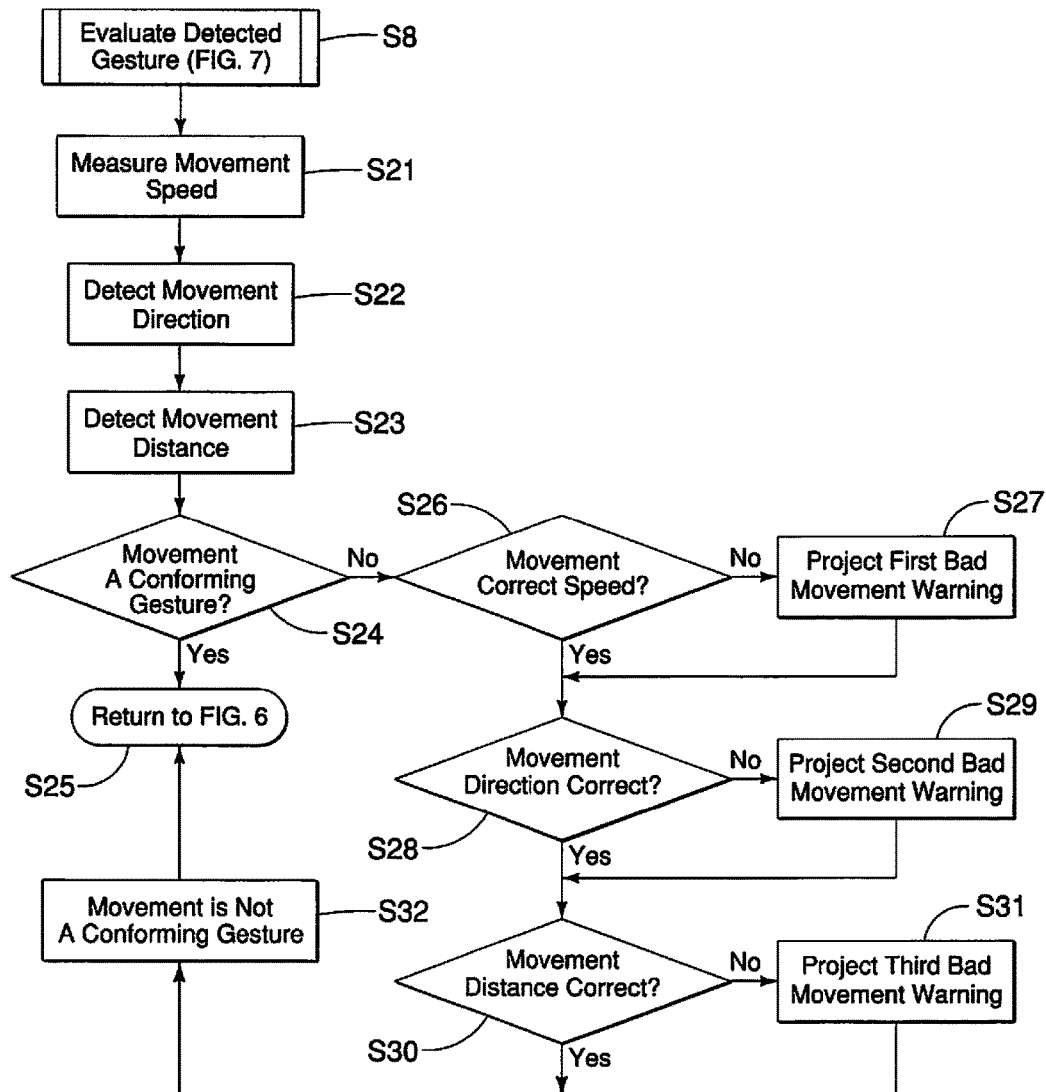 Evaluate Detected
Gesture (FIG. 7)
S8
Measure Movement
Speed
S21
Detect Movement
Direction
S22
Detect Movement
Distance
S23
Movement
A Conforming
Gesture?
S24
No
Yes
Return to FIG. 6
S25
Movement is Not
A Conforming Gesture
S32
S26
Movement
Correct Speed?
No
Yes
S27
Project First Bad
Movement Warning
Movement
Direction Correct?
S28
No
Yes
S29
Project Second Bad
Movement Warning
Movement
Distance Correct?
S30
No
Yes
S31
Project Third Bad
Movement Warning